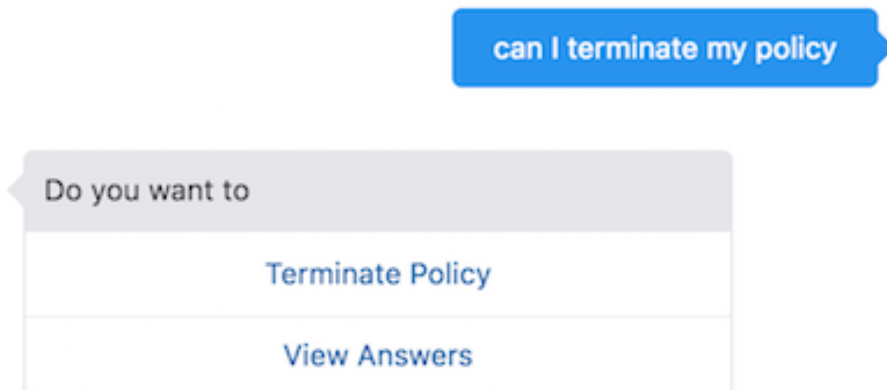 can I terminate my policy
Do you want to
Terminate Policy
View Answers